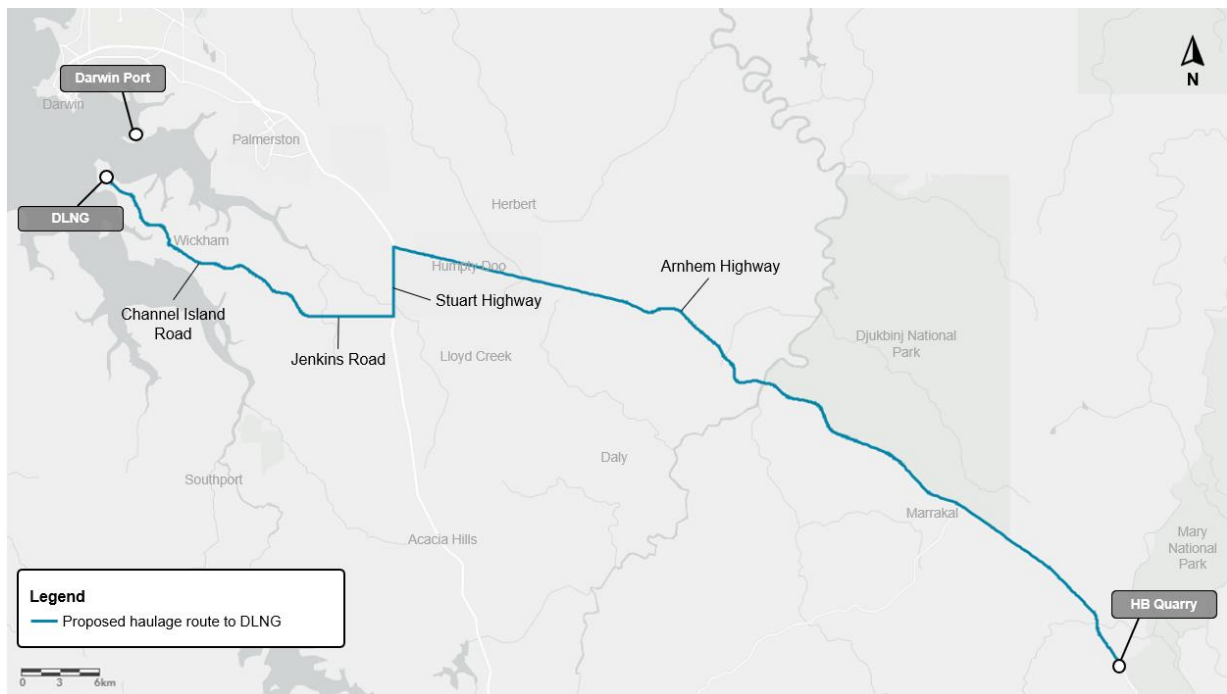 Darwin Port
Darwin
N
Palmerston
DLNG
Herbert
Wickham
Humpty Doo
Arnhem Highway
Stuart Highway
Channel Island
Road
Djukbinj National
Park
Jenkins Road
Lloyd Creek
Daly
Southport
Marrakal
Acacia Hills
Mary
National
Park
Legend
Proposed haulage route to DLNG
HB Quarry
0 3 6km